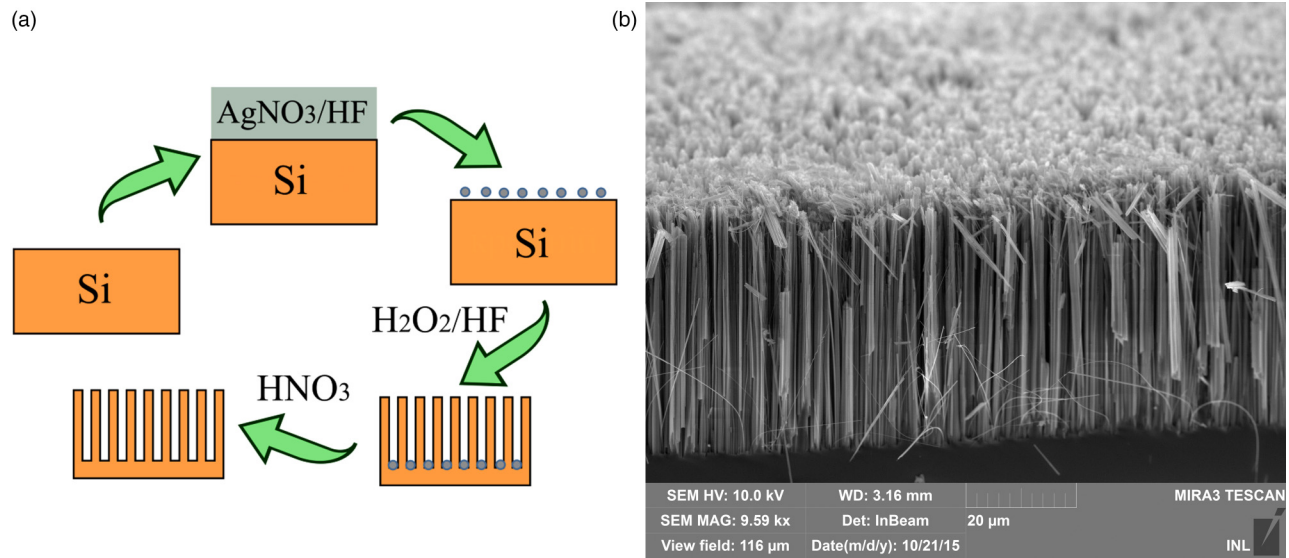 (a)
(b)
AgNO₃/HF
Si
Si
Si
H₂O₂/HF
HNO₃
SEM HV: 10.0 kV
WD: 3.16 mm
MIRA3 TESCAN
SEM MAG: 9.59 kx
Det: InBeam
20 µm
View field: 116 µm
Date(m/d/y): 10/21/15
INL